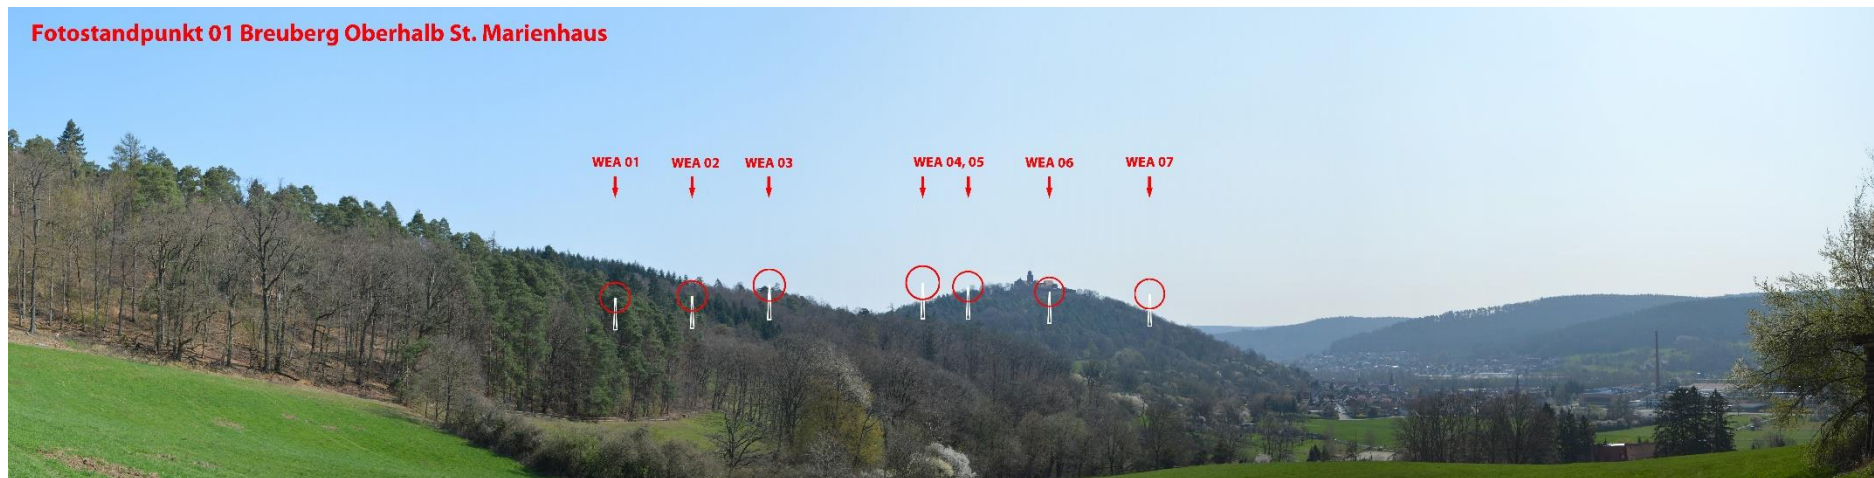 Fotostandpunkt 01 Breuberg Oberhalb St. Marienhaus
WEA 01 WEA 02 WEA 03 WEA 04, 05 WEA 06 WEA 07